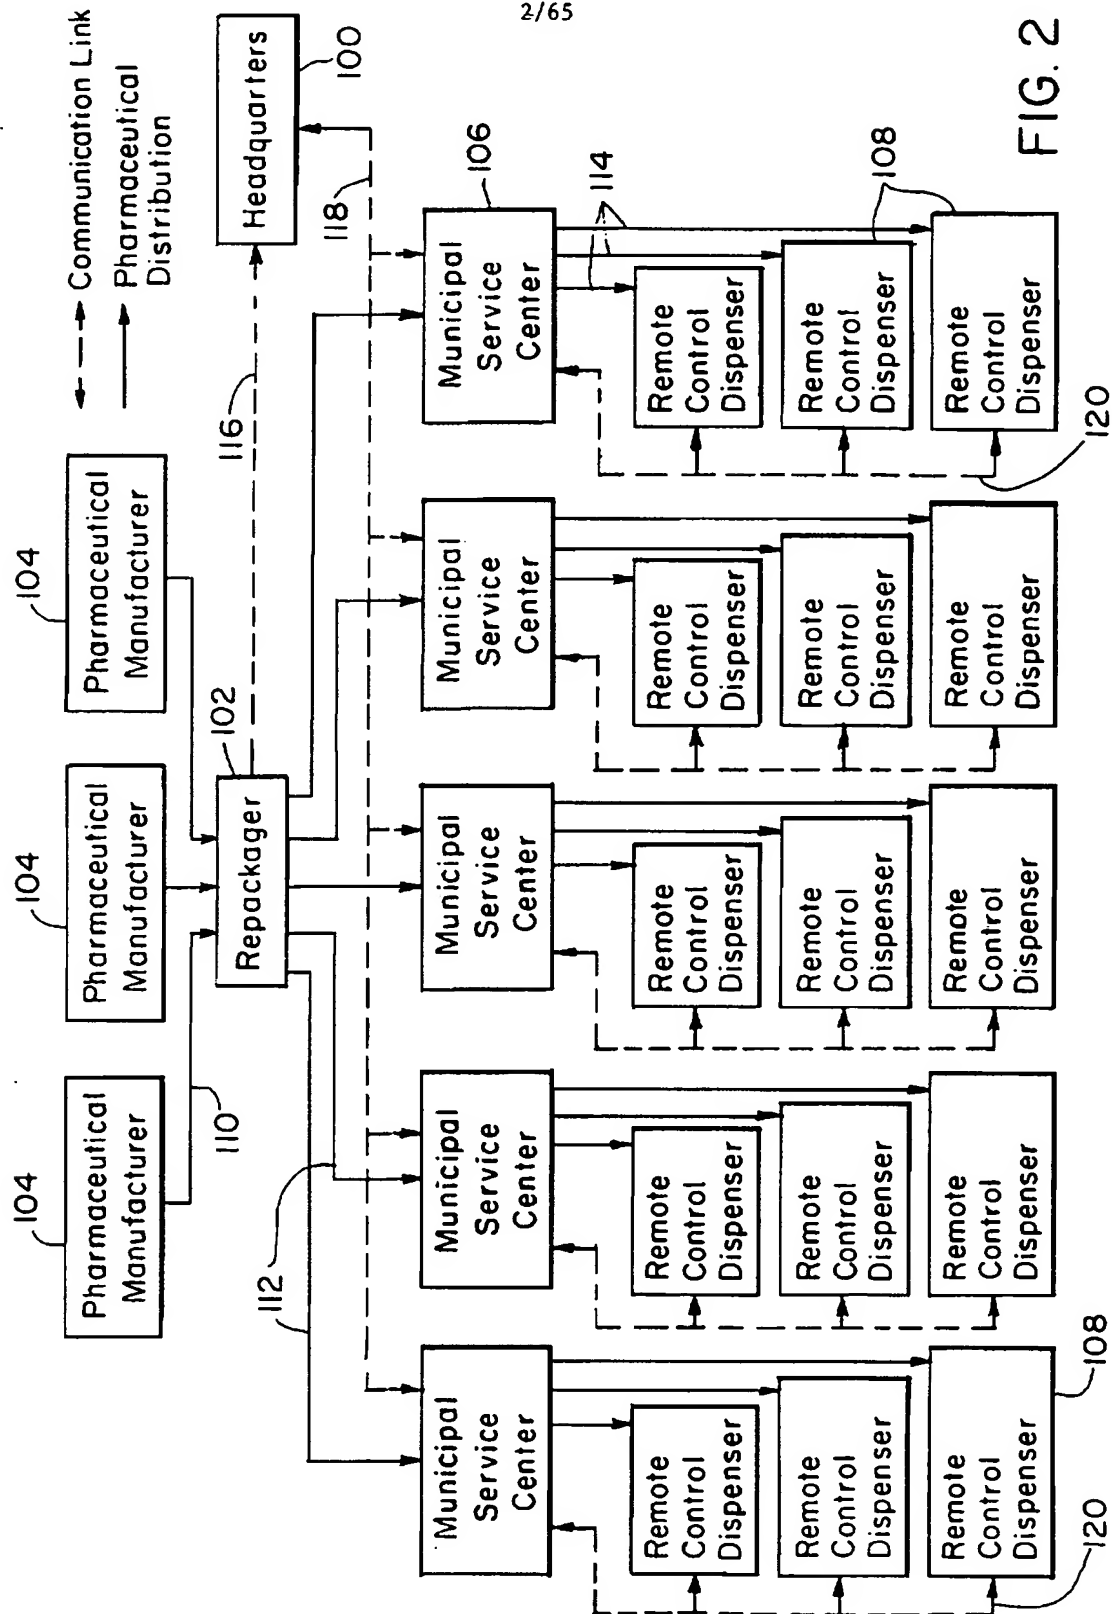 2/65
Communication Link
Pharmaceutical
Distribution
104
Pharmaceutical
Manufacturer
104
Pharmaceutical
Manufacturer
104
Pharmaceutical
Manufacturer
110
102
Repackager
116
Headquarters
100
112
118
Municipal
Service
Center
Municipal
Service
Center
Municipal
Service
Center
Municipal
Service
Center
Municipal
Service
Center
106
114
Remote
Control
Dispenser
Remote
Control
Dispenser
Remote
Control
Dispenser
Remote
Control
Dispenser
Remote
Control
Dispenser
Remote
Control
Dispenser
Remote
Control
Dispenser
Remote
Control
Dispenser
Remote
Control
Dispenser
Remote
Control
Dispenser
108
Remote
Control
Dispenser
Remote
Control
Dispenser
Remote
Control
Dispenser
Remote
Control
Dispenser
Remote
Control
Dispenser
120
108
120
FIG. 2